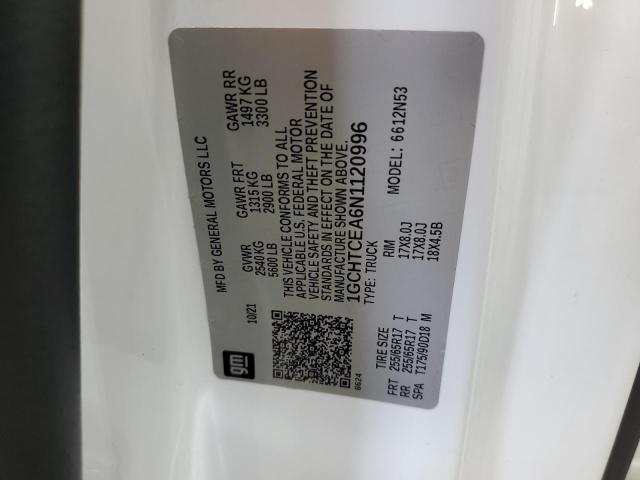 gm
10/21
MFD BY GENERAL MOTORS LLC
GVWR GAWR FRT GAWR RR
2540 KG 1315 KG 1497 KG
5600 LB 2900 LB 3300 LB
THIS VEHICLE CONFORMS TO ALL
APPLICABLE U.S. FEDERAL MOTOR
VEHICLE SAFETY AND THEFT PREVENTION
STANDARDS IN EFFECT ON THE DATE OF
MANUFACTURE SHOWN ABOVE.
1GCHTCEA6N1120996
TYPE: TRUCK MODEL: 6612N53
8624
TIRE SIZE RIM
FRT 255/65R17 T 17X8.0J
RR 255/65R17 T 17X8.0J
SPA T175/90D18 M 18X4.5B